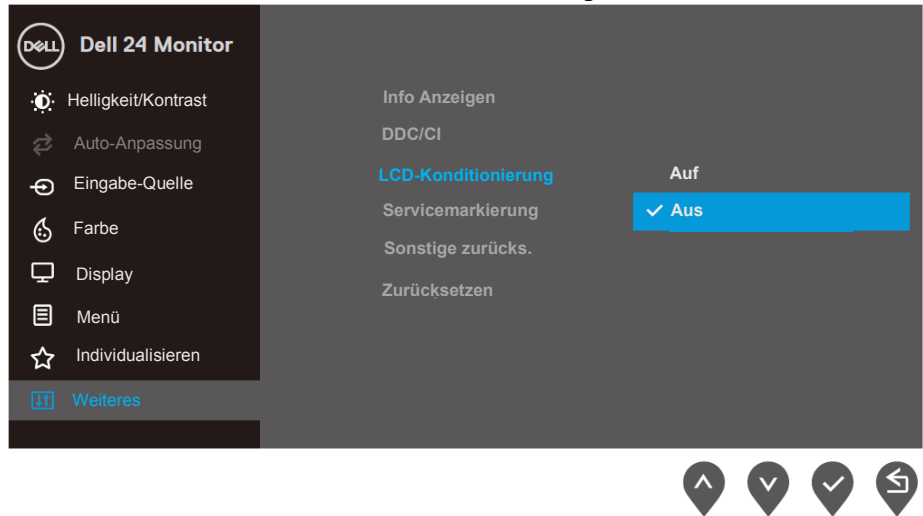 DELL
Dell 24 Monitor
Helligkeit/Kontrast
Auto-Anpassung
Eingabe-Quelle
Farbe
Display
Menü
Individualisieren
Weiteres
Info Anzeigen
DDC/CI
LCD-Konditionierung
Servicemarkierung
Sonstige zurücks.
Zurücksetzen
Auf
Aus